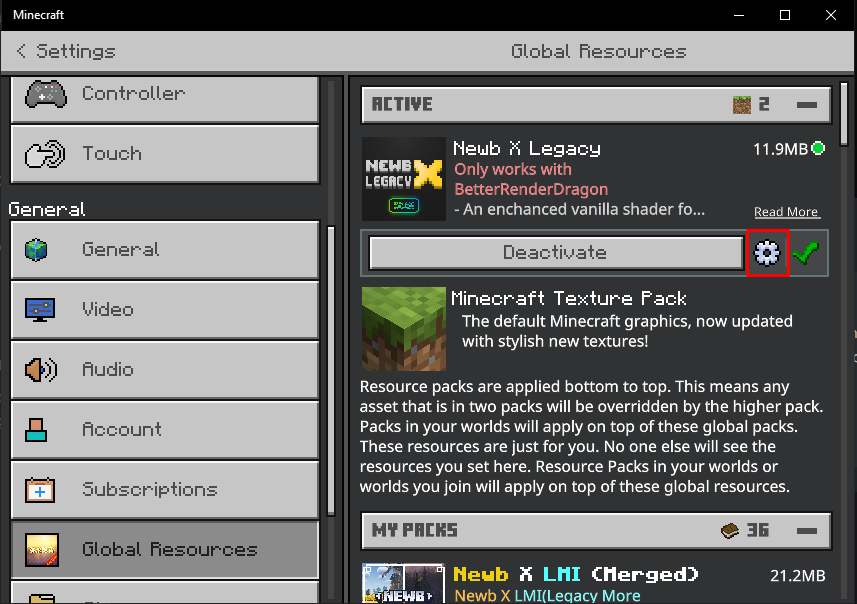 Minecraft
Settings
Global Resources
Controller
Touch
General
General
Video
Audio
Account
Subscriptions
Global Resources
ACTIVE
2
NEWB X
LEGACY
Newb X Legacy
11.9MB
Only works with
BetterRenderDragon
- An enchanced vanilla shader fo...
Read More
Deactivate
Minecraft Texture Pack
The default Minecraft graphics, now updated
with stylish new textures!
Resource packs are applied bottom to top. This means any
asset that is in two packs will be overridden by the higher pack.
Packs in your worlds will apply on top of these global packs.
These resources are just for you. No one else will see the
resources you set here. Resource Packs in your worlds or
worlds you join will apply on top of these global resources.
MY PACKS
36
NEWB
Newb X LMI (Merged)
21.2MB
Newb X LMI(Legacy More